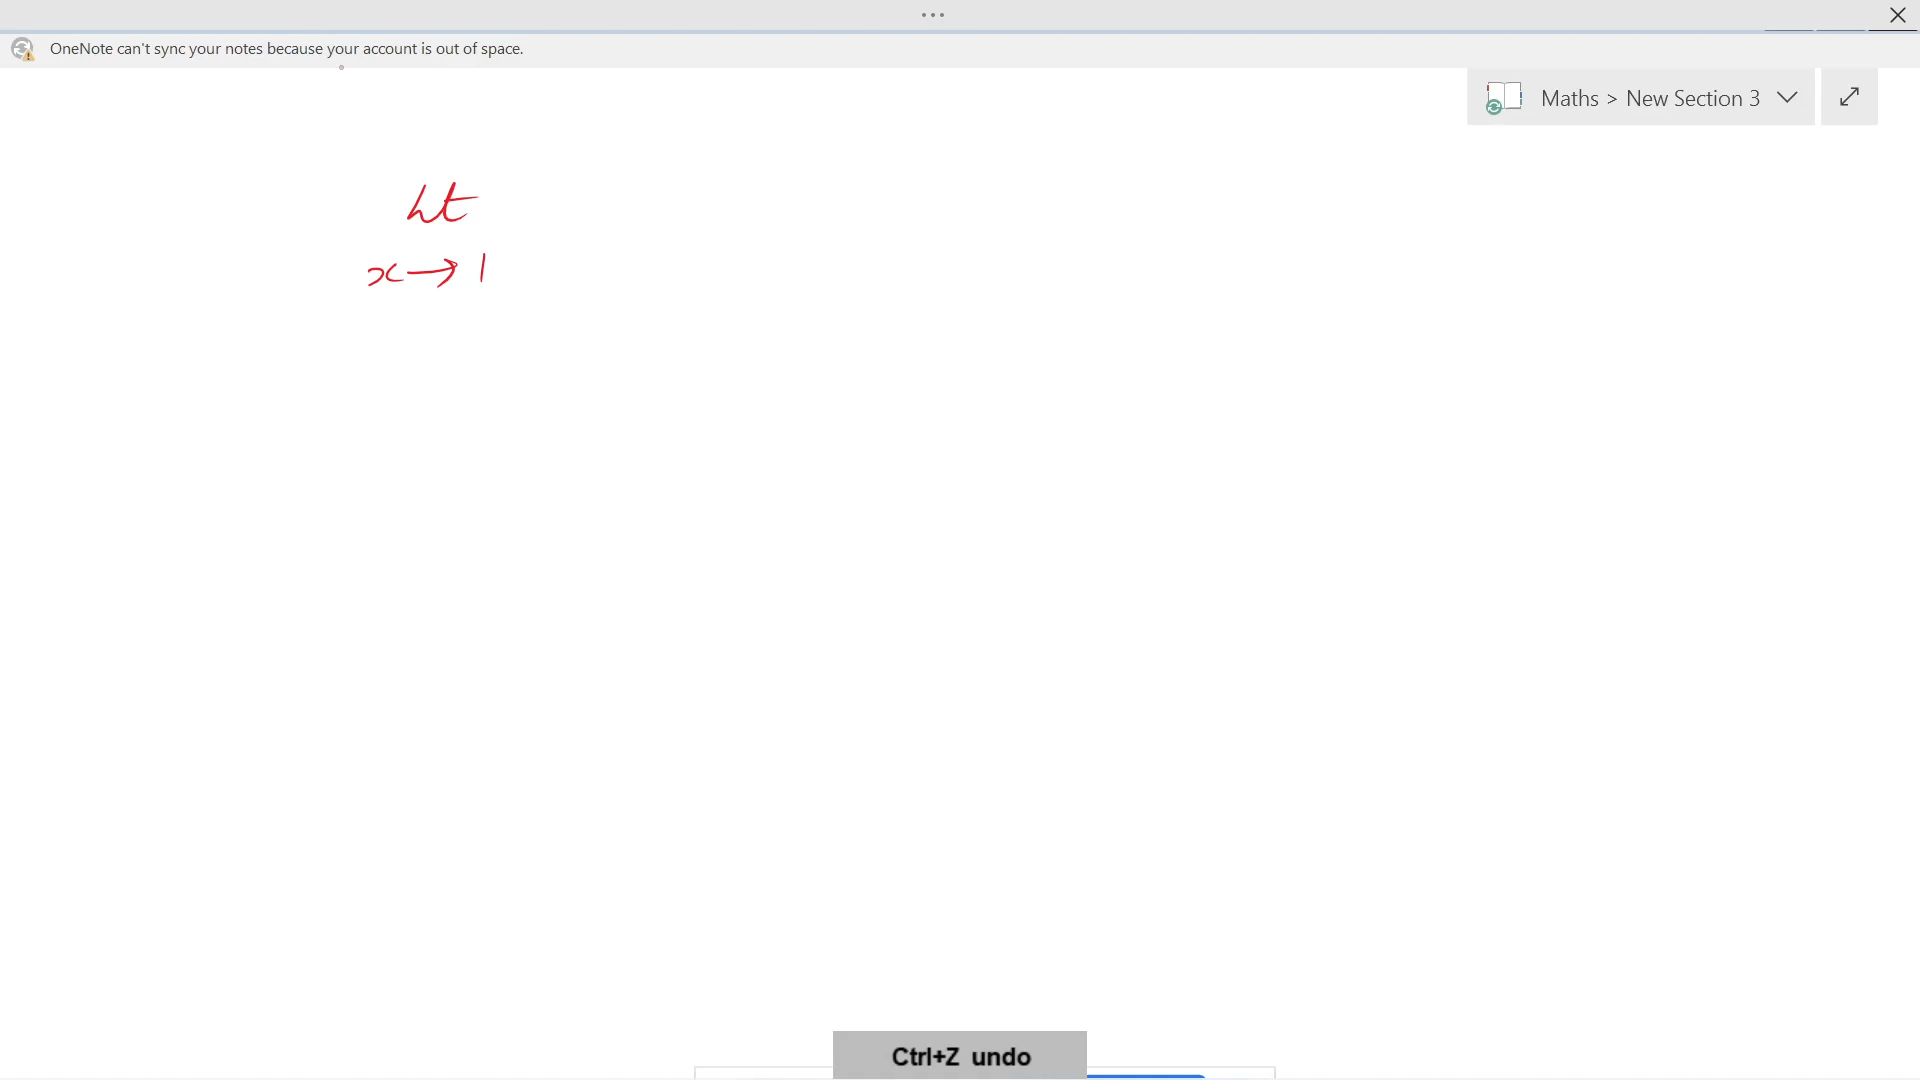 OneNote can't sync your notes because your account is out of space.
Maths > New Section 3
Lt
x → 1
Ctrl+Z undo